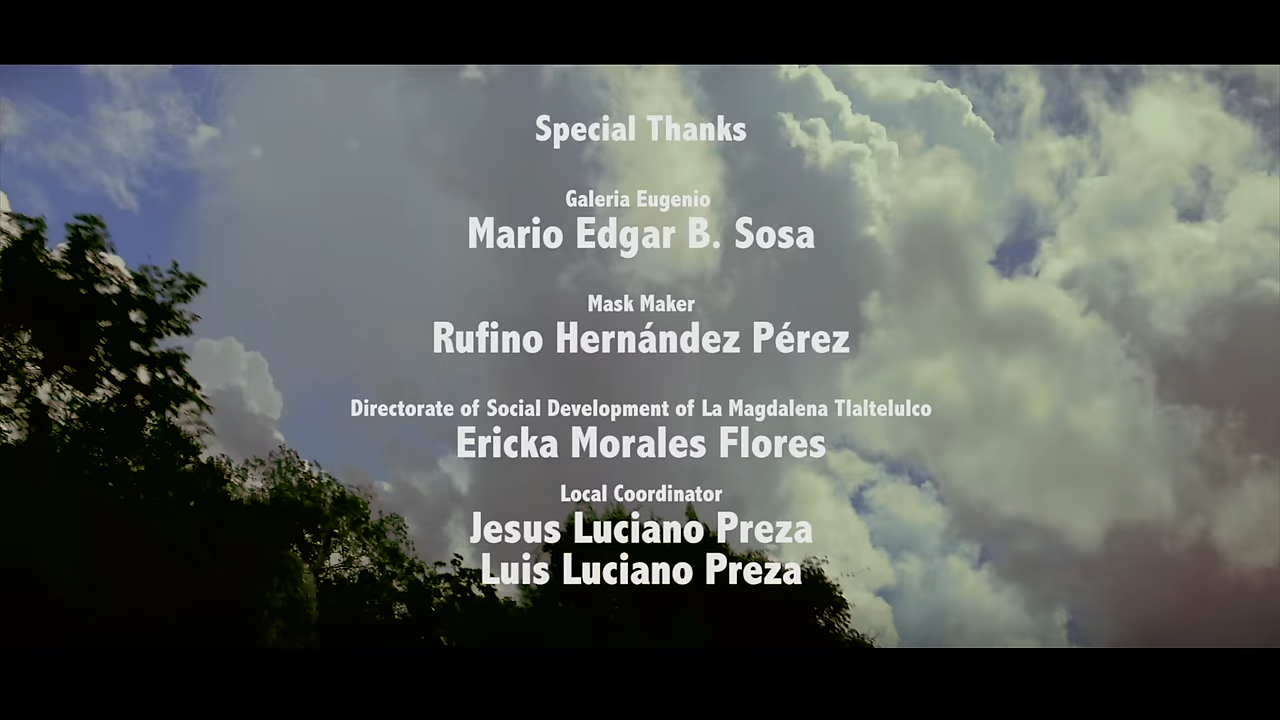 Special Thanks
Galeria Eugenio
Mario Edgar B. Sosa
Mask Maker
Rufino Hernández Pérez
Directorate of Social Development of La Magdalena Tlaltelulco
Ericka Morales Flores
Local Coordinator
Jesus Luciano Preza
Luis Luciano Preza